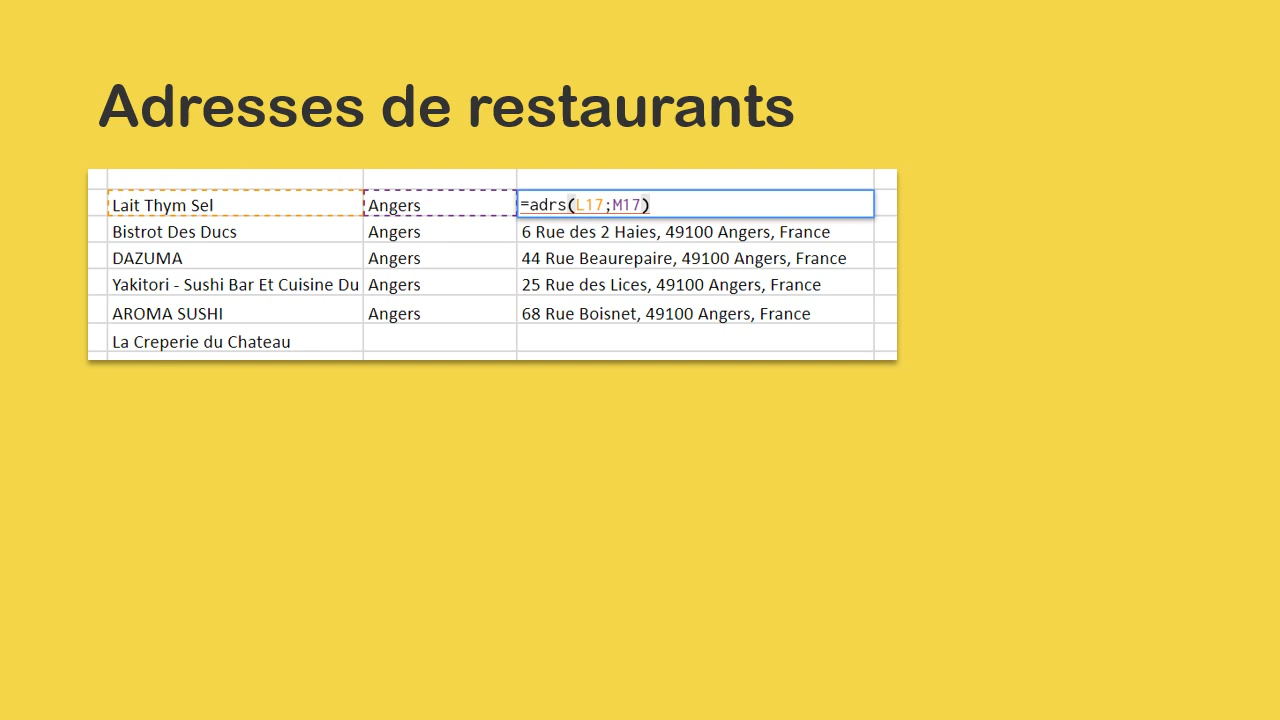 Adresses de restaurants
Lait Thym Sel Angers =adrs(L17;M17)
Bistrot Des Ducs Angers 6 Rue des 2 Haies, 49100 Angers, France
DAZUMA Angers 44 Rue Beaurepaire, 49100 Angers, France
Yakitori - Sushi Bar Et Cuisine Du Angers 25 Rue des Lices, 49100 Angers, France
AROMA SUSHI Angers 68 Rue Boisnet, 49100 Angers, France
La Creperie du Chateau